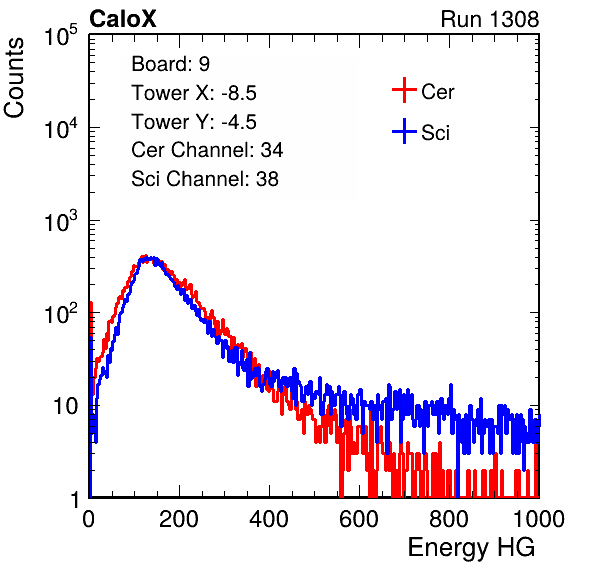 CaloX Run 1308
Counts
10^5
10^4
10^3
10^2
10
1
Board: 9
Tower X: -8.5
Tower Y: -4.5
Cer Channel: 34
Sci Channel: 38
Cer
Sci
0 200 400 600 800 1000
Energy HG